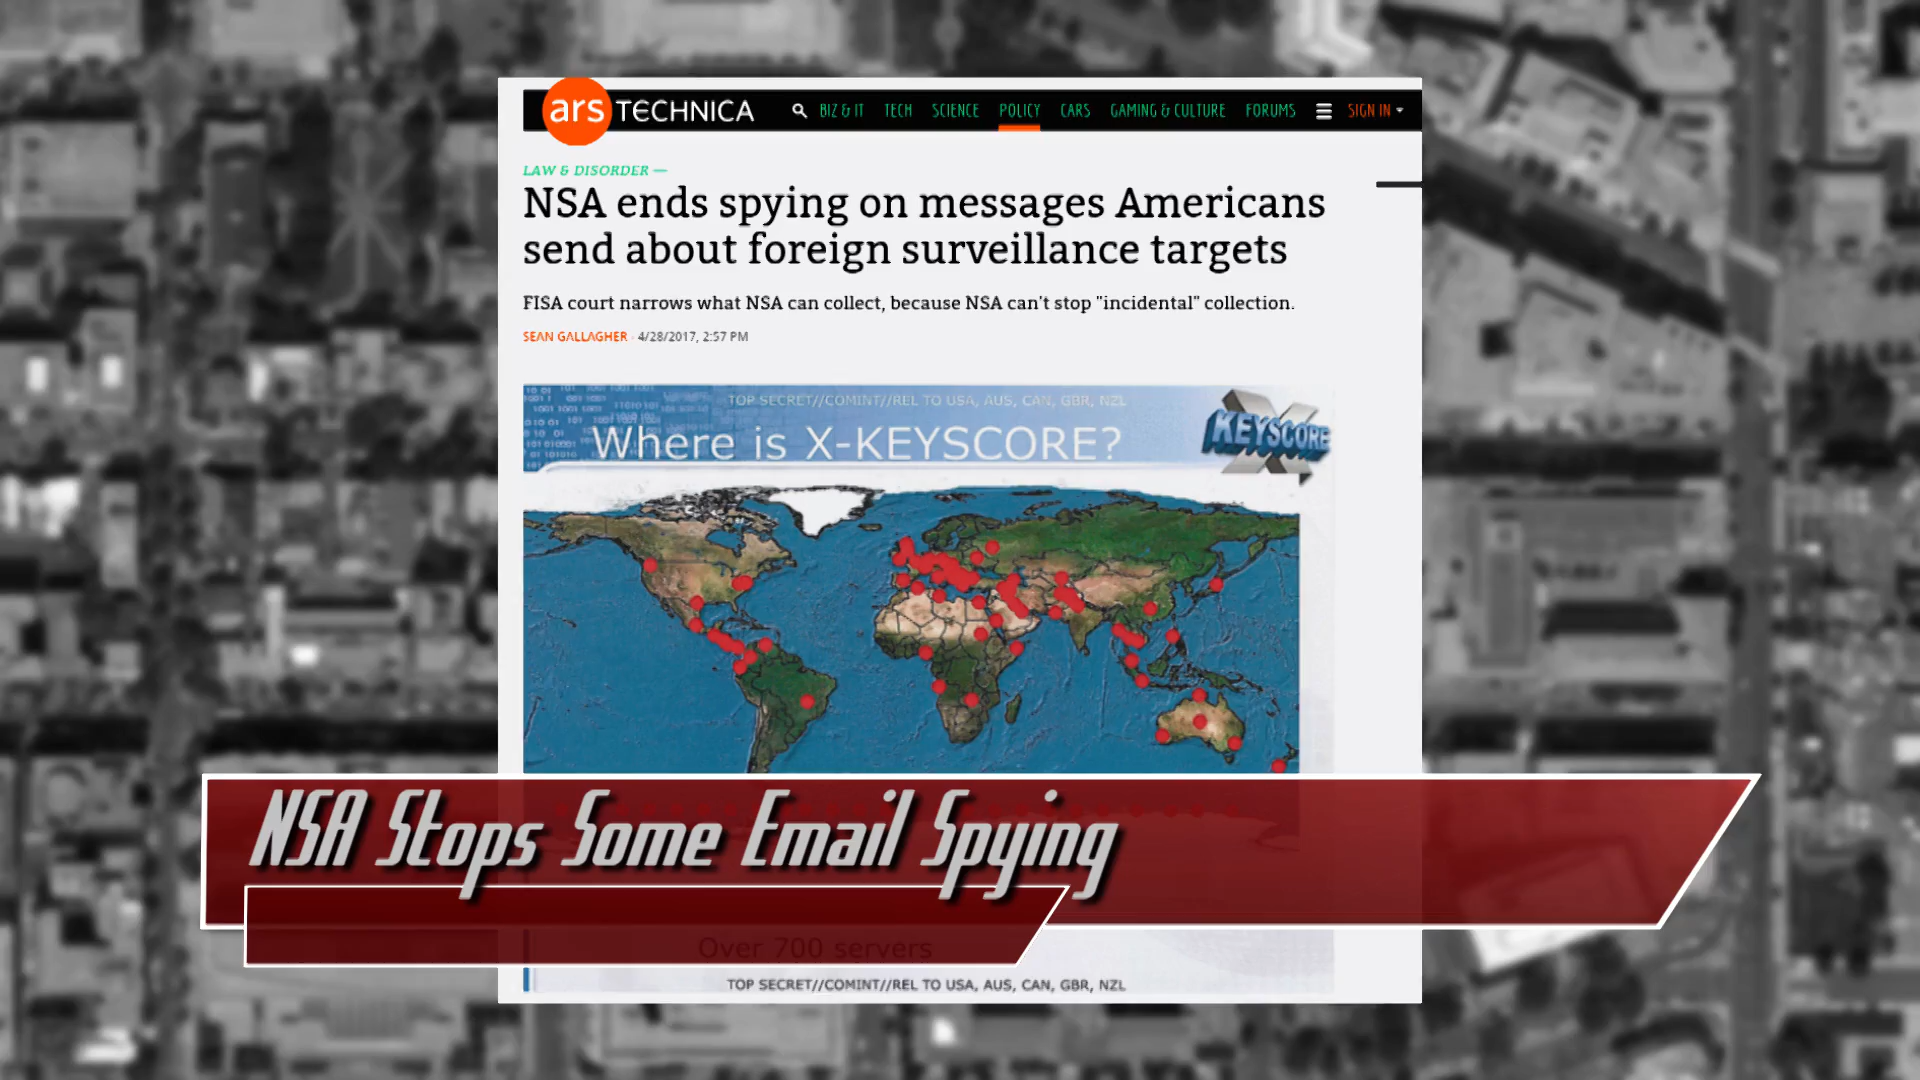 ars TECHNICA
BIZ & IT TECH SCIENCE POLICY CARS GAMING & CULTURE FORUMS SIGN IN
LAW & DISORDER —
NSA ends spying on messages Americans
send about foreign surveillance targets
FISA court narrows what NSA can collect, because NSA can't stop "incidental" collection.
SEAN GALLAGHER - 4/28/2017, 2:57 PM
TOP SECRET//COMINT//REL TO USA, AUS, CAN, GBR, NZL
Where is X-KEYSCORE?
X KEYSCORE
NSA Stops Some Email Spying
Over 700 servers
TOP SECRET//COMINT//REL TO USA, AUS, CAN, GBR, NZL